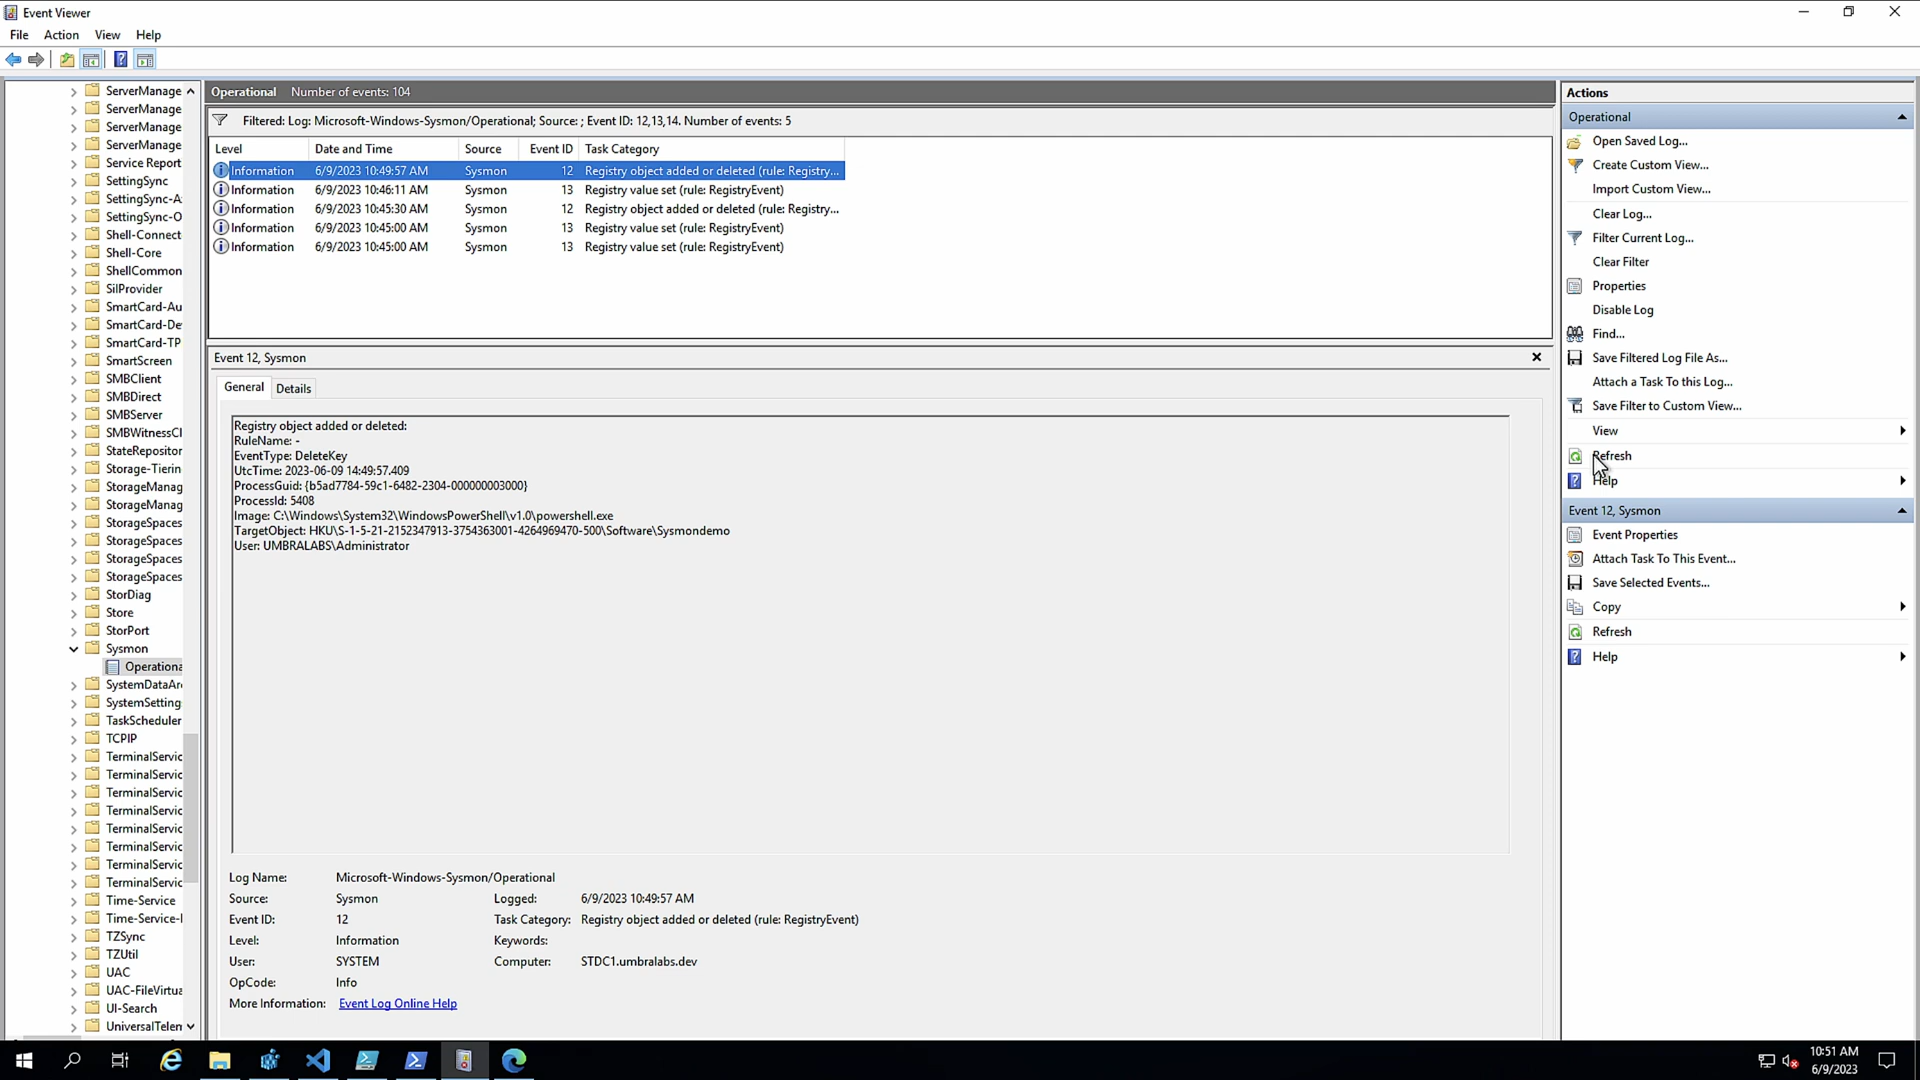 Event Viewer
File Action View Help
ServerManage
ServerManage
ServerManage
ServerManage
Service Report
SettingSync
SettingSync-A
SettingSync-O
Shell-Connect
Shell-Core
ShellCommon
SilProvider
SmartCard-Au
SmartCard-De
SmartCard-TP
SmartScreen
SMBClient
SMBDirect
SMBServer
SMBWitnessCl
StateRepositor
Storage-Tierin
StorageManag
StorageManag
StorageSpaces
StorageSpaces
StorageSpaces
StorageSpaces
StorDiag
Store
StorPort
Sysmon
Operationa
SystemDataAr
SystemSetting
TaskScheduler
TCPIP
TerminalServic
TerminalServic
TerminalServic
TerminalServic
TerminalServic
TerminalServic
TerminalServic
TerminalServic
Time-Service
Time-Service-
TZSync
TZUtil
UAC
UAC-FileVirtua
UI-Search
UniversalTelem
Operational Number of events: 104
Filtered: Log: Microsoft-Windows-Sysmon/Operational; Source: ; Event ID: 12,13,14. Number of events: 5
Level Date and Time Source Event ID Task Category
Information 6/9/2023 10:49:57 AM Sysmon 12 Registry object added or deleted (rule: Registry...
Information 6/9/2023 10:46:11 AM Sysmon 13 Registry value set (rule: RegistryEvent)
Information 6/9/2023 10:45:30 AM Sysmon 12 Registry object added or deleted (rule: Registry...
Information 6/9/2023 10:45:00 AM Sysmon 13 Registry value set (rule: RegistryEvent)
Information 6/9/2023 10:45:00 AM Sysmon 13 Registry value set (rule: RegistryEvent)
Event 12, Sysmon
General Details
Registry object added or deleted:
RuleName: -
EventType: DeleteKey
UtcTime: 2023-06-09 14:49:57.409
ProcessGuid: {b5ad7784-59c1-6482-2304-000000003000}
ProcessId: 5408
Image: C:\Windows\System32\WindowsPowerShell\v1.0\powershell.exe
TargetObject: HKU\S-1-5-21-2152347913-3754363001-4264969470-500\Software\Sysmondemo
User: UMBRALABS\Administrator
Log Name: Microsoft-Windows-Sysmon/Operational
Source: Sysmon Logged: 6/9/2023 10:49:57 AM
Event ID: 12 Task Category: Registry object added or deleted (rule: RegistryEvent)
Level: Information Keywords:
User: SYSTEM Computer: STDC1.umbralabs.dev
OpCode: Info
More Information: Event Log Online Help
Actions
Operational
Open Saved Log...
Create Custom View...
Import Custom View...
Clear Log...
Filter Current Log...
Clear Filter
Properties
Disable Log
Find...
Save Filtered Log File As...
Attach a Task To this Log...
Save Filter to Custom View...
View
Refresh
Help
Event 12, Sysmon
Event Properties
Attach Task To This Event...
Save Selected Events...
Copy
Refresh
Help
10:51 AM
6/9/2023